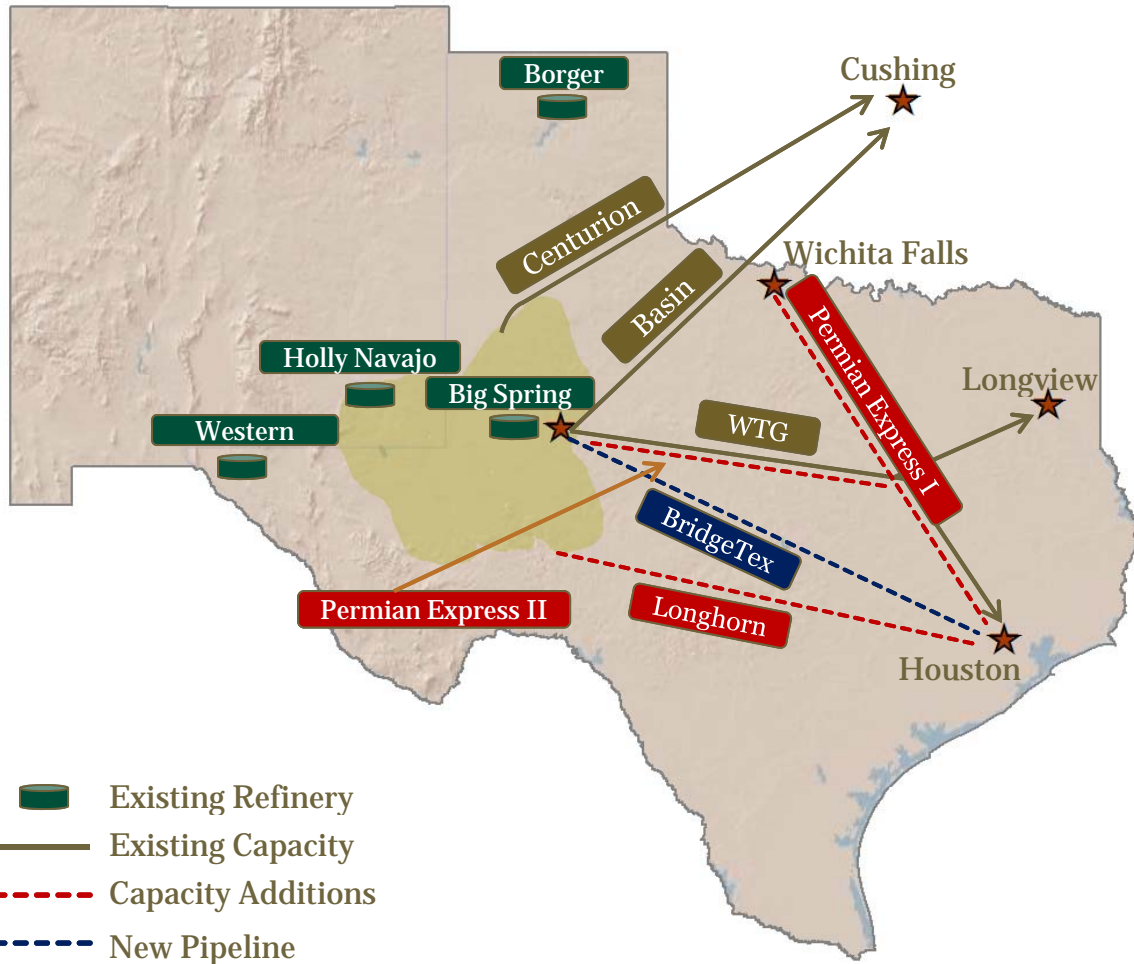 Borger
Cushing
Centurion
Wichita Falls
Basin
Permian Express I
Holly Navajo
Big Spring
Longview
Western
WTG
BridgeTex
Permian Express II
Longhorn
Houston
Existing Refinery
Existing Capacity
Capacity Additions
New Pipeline